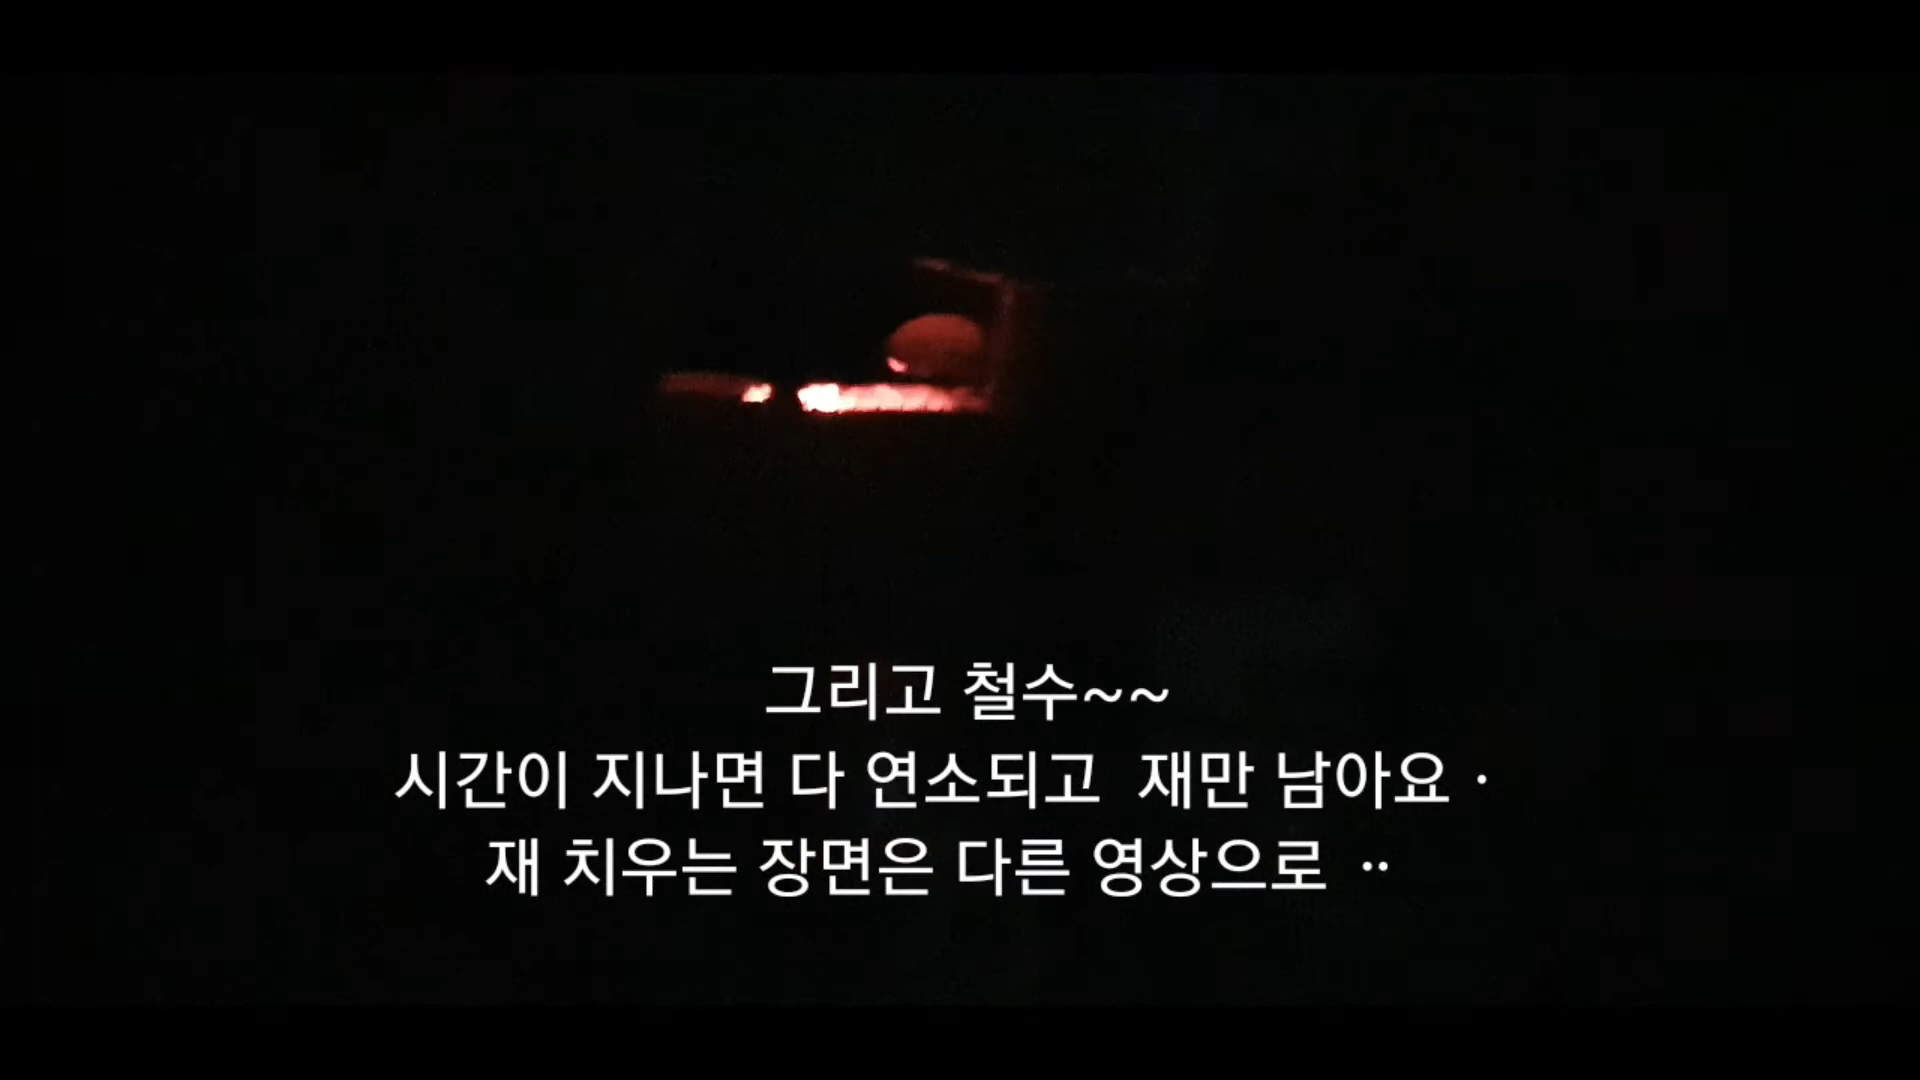 그리고 철수~~
시간이 지나면 다 연소되고 재만 남아요 ·
재 치우는 장면은 다른 영상으로 ··